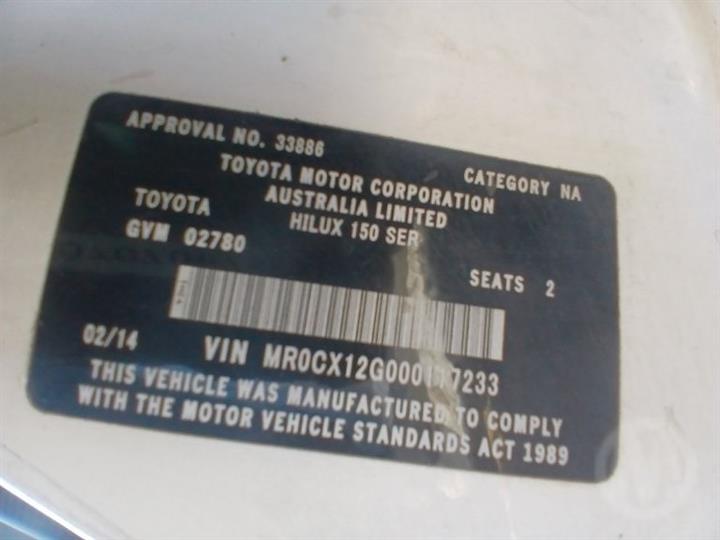 APPROVAL NO. 33886 CATEGORY NA
TOYOTA MOTOR CORPORATION
TOYOTA AUSTRALIA LIMITED
GVM 02780 HILUX 150 SER
SEATS 2
02/14 VIN MR0CX12G000117233
THIS VEHICLE WAS MANUFACTURED TO COMPLY
WITH THE MOTOR VEHICLE STANDARDS ACT 1989